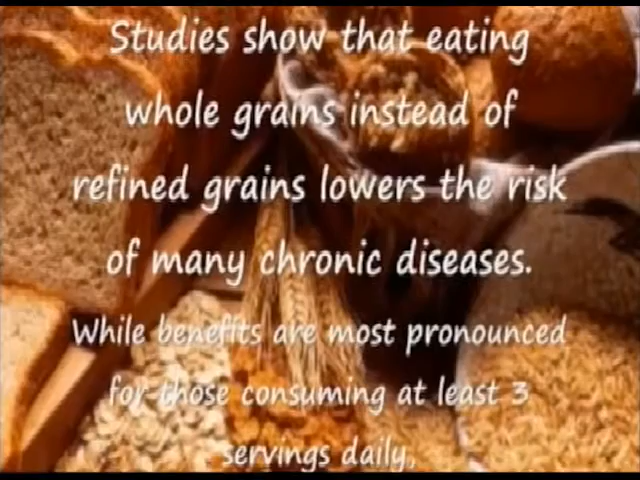 Studies show that eating
whole grains instead of
refined grains lowers the risk
of many chronic diseases.
While benefits are most pronounced
for those consuming at least 3
servings daily,